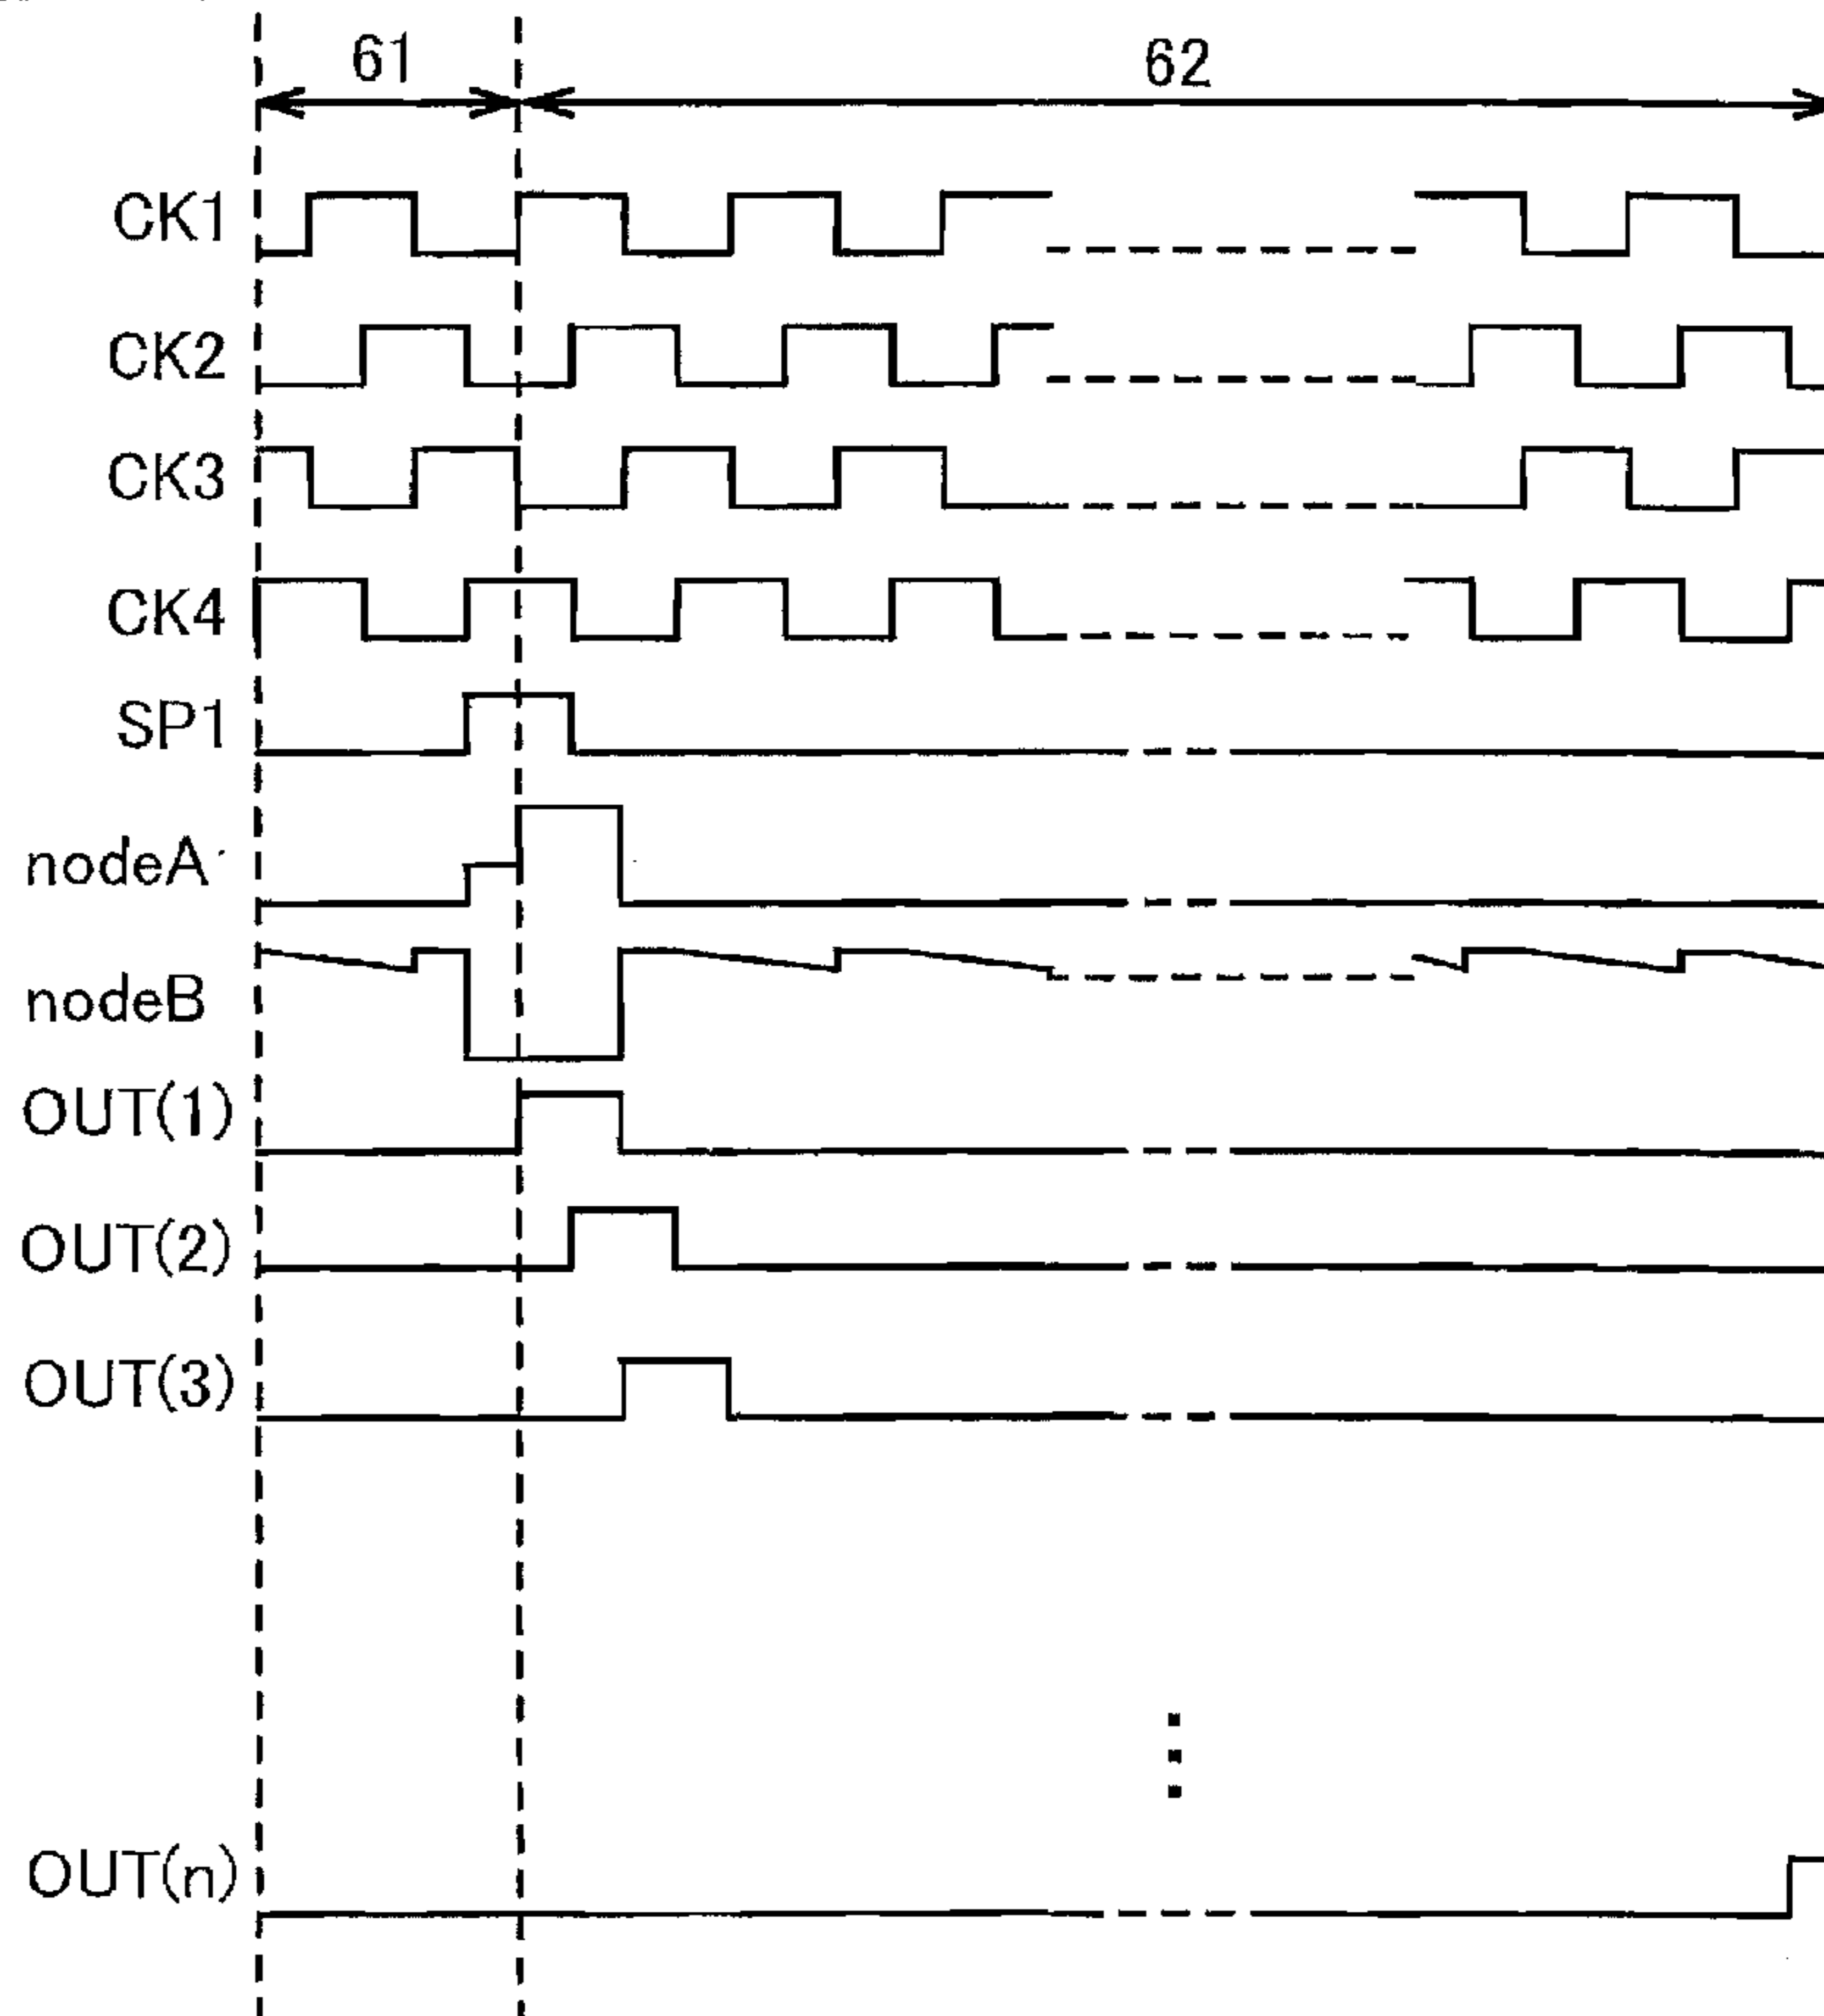 61 62
CK1
CK2
CK3
CK4
SP1
nodeA
nodeB
OUT(1)
OUT(2)
OUT(3)
OUT(n)